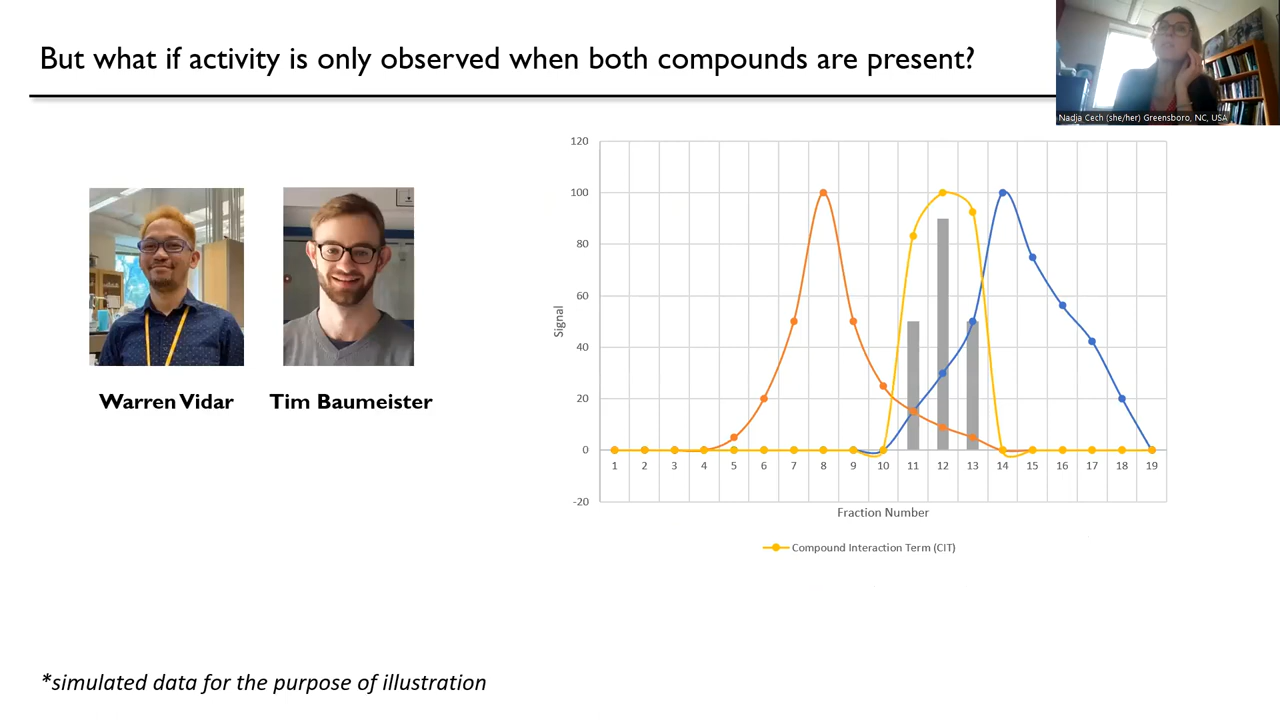 But what if activity is only observed when both compounds are present?
Nadja Cech (she/her) Greensboro, NC, USA
Warren Vidar
Tim Baumeister
120
100
80
60
40
20
0
-20
Signal
1 2 3 4 5 6 7 8 9 10 11 12 13 14 15 16 17 18 19
Fraction Number
Compound Interaction Term (CIT)
*simulated data for the purpose of illustration